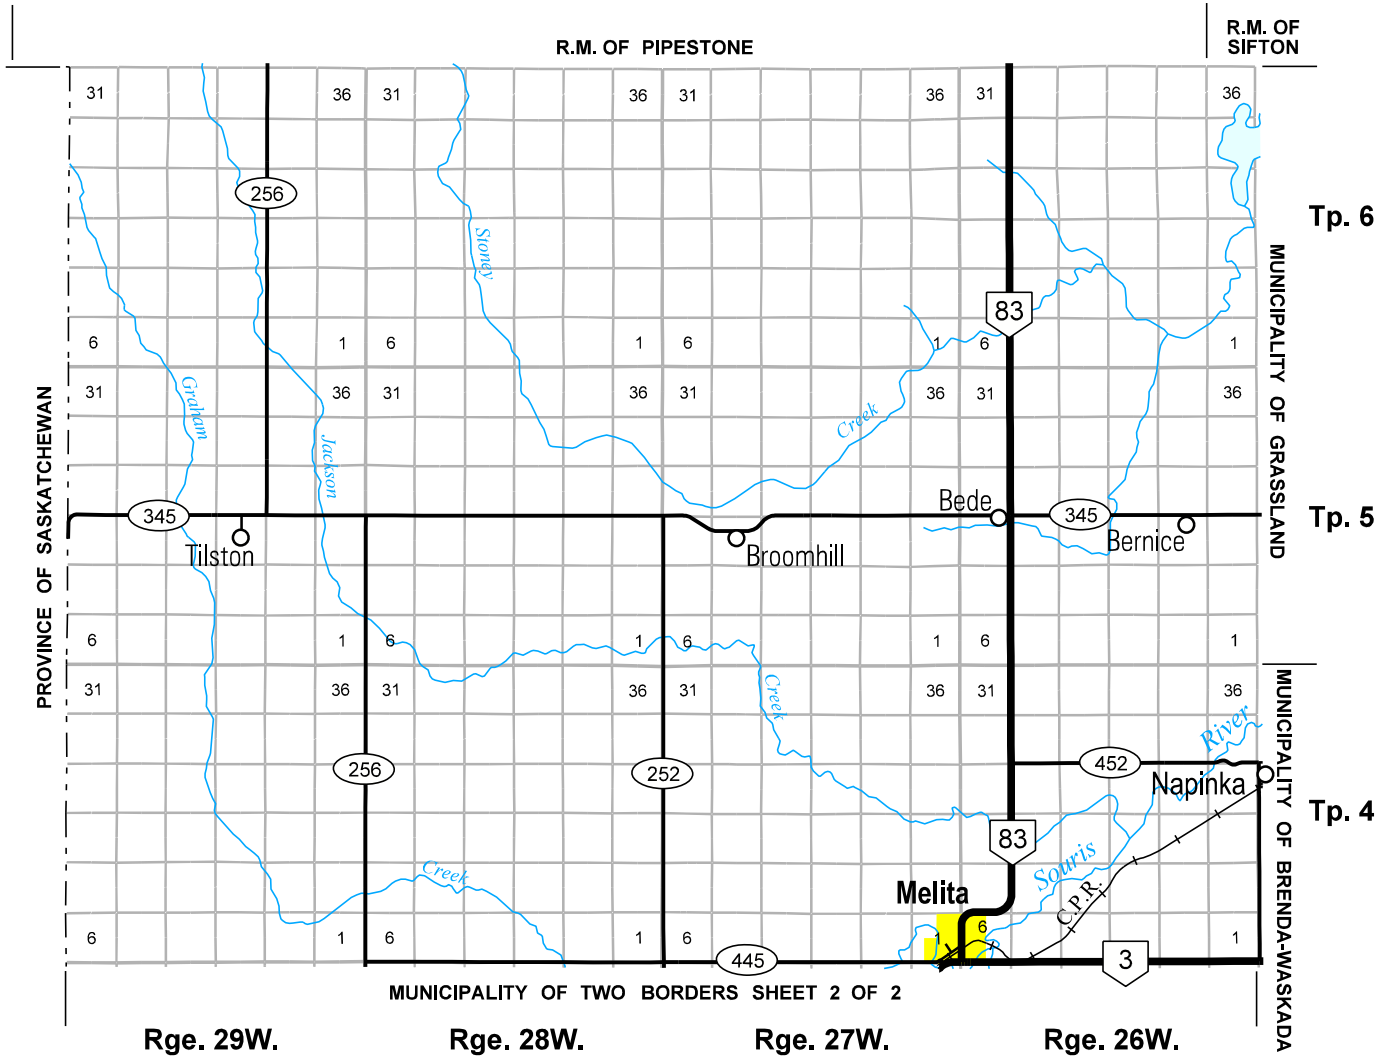 R.M. OF PIPESTONE
R.M. OF
SIFTON
31 36 31 36 31 36 31 36
256
Tp. 6
Stoney
83
6 1 6 1 6 1 6 1
31 36 31 36 31 36 31 36
Graham
Creek
Jackson
PROVINCE OF SASKATCHEWAN
MUNICIPALITY OF GRASSLAND
Bede
345
345
Tp. 5
Tilston
Broomhill
Bernice
6 1 6 1 6 1 6 1
31 36 31 36 31 36 31 36
Creek
River
256
252
452
Napinka
Tp. 4
83
Souris
Creek
Melita
C.P.R.
6 1 6 1 6 1 6 1
445
3
MUNICIPALITY OF BRENDA-WASKADA
MUNICIPALITY OF TWO BORDERS SHEET 2 OF 2
Rge. 29W. Rge. 28W. Rge. 27W. Rge. 26W.